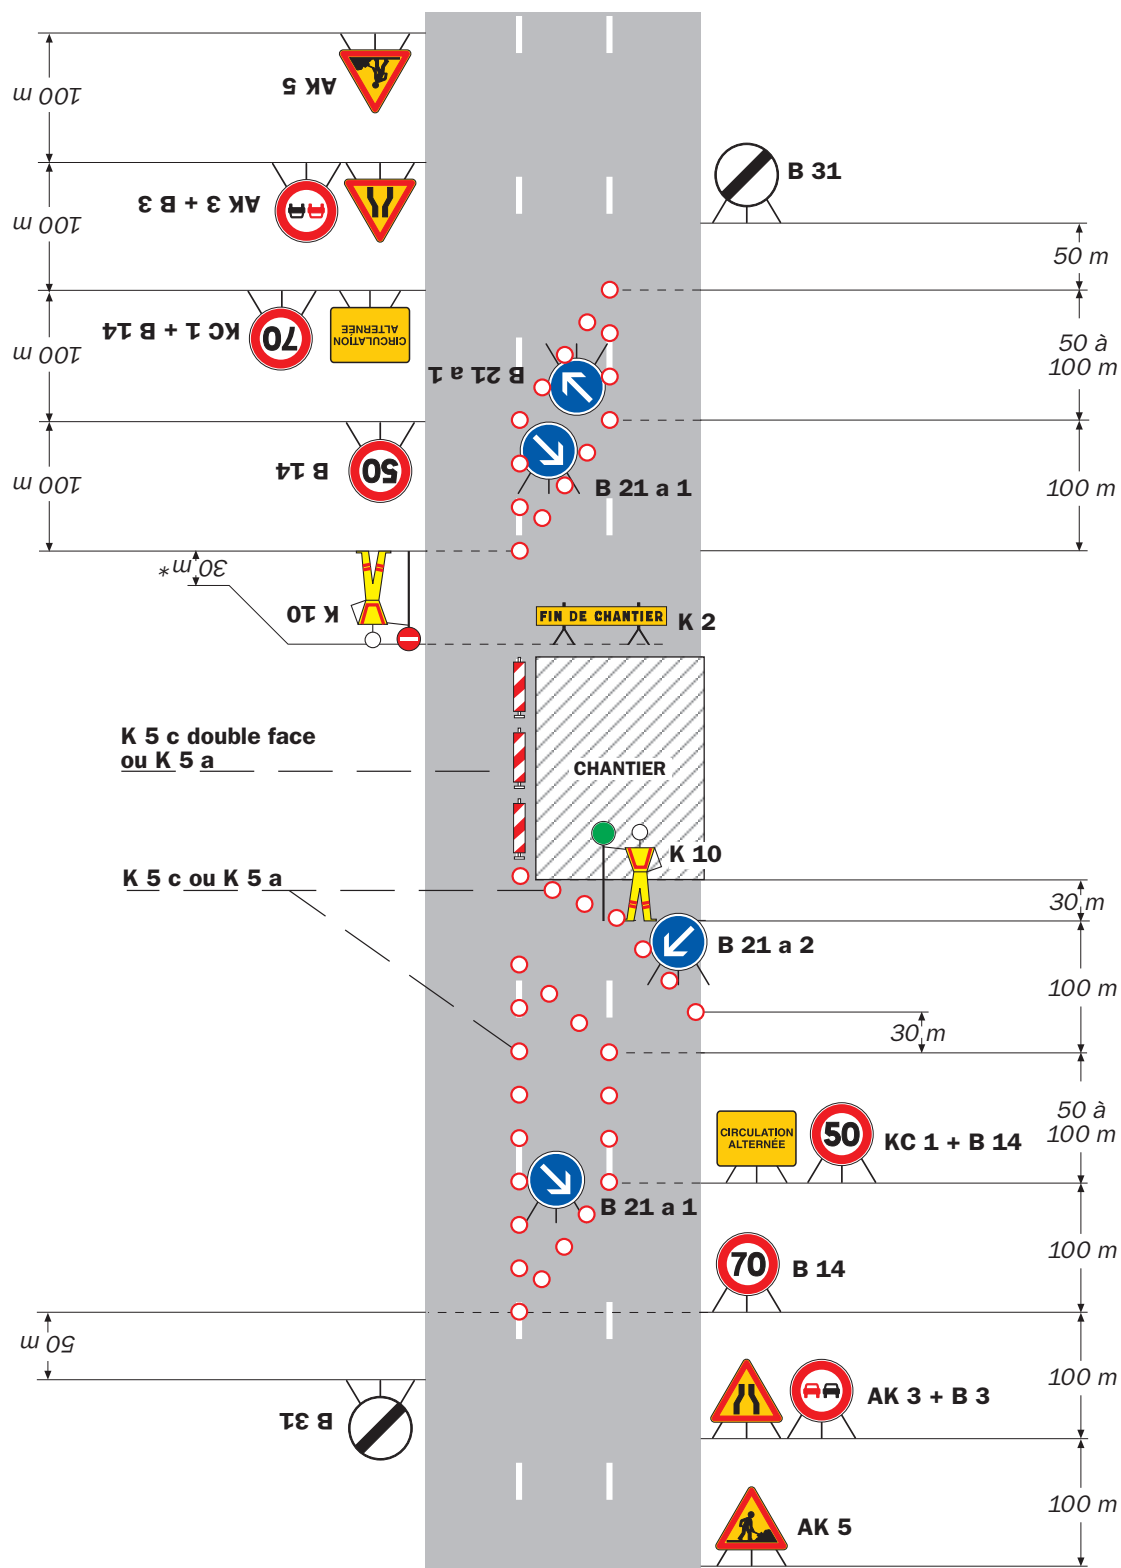 AK 5
100 m
AK 3 + B 3
100 m
B 31
50 m
KC 1 + B 14
70
CIRCULATION
ALTERNÉE
100 m
B 21 a 1
50 à
100 m
B 14
50
100 m
B 21 a 1
100 m
30 m*
K 10
FIN DE CHANTIER
K 2
K 5 c double face
ou K 5 a
CHANTIER
K 10
K 5 c ou K 5 a
30 m
B 21 a 2
100 m
30 m
CIRCULATION
ALTERNÉE
50
KC 1 + B 14
50 à
100 m
B 21 a 1
70
B 14
100 m
50 m
AK 3 + B 3
100 m
B 31
AK 5
100 m